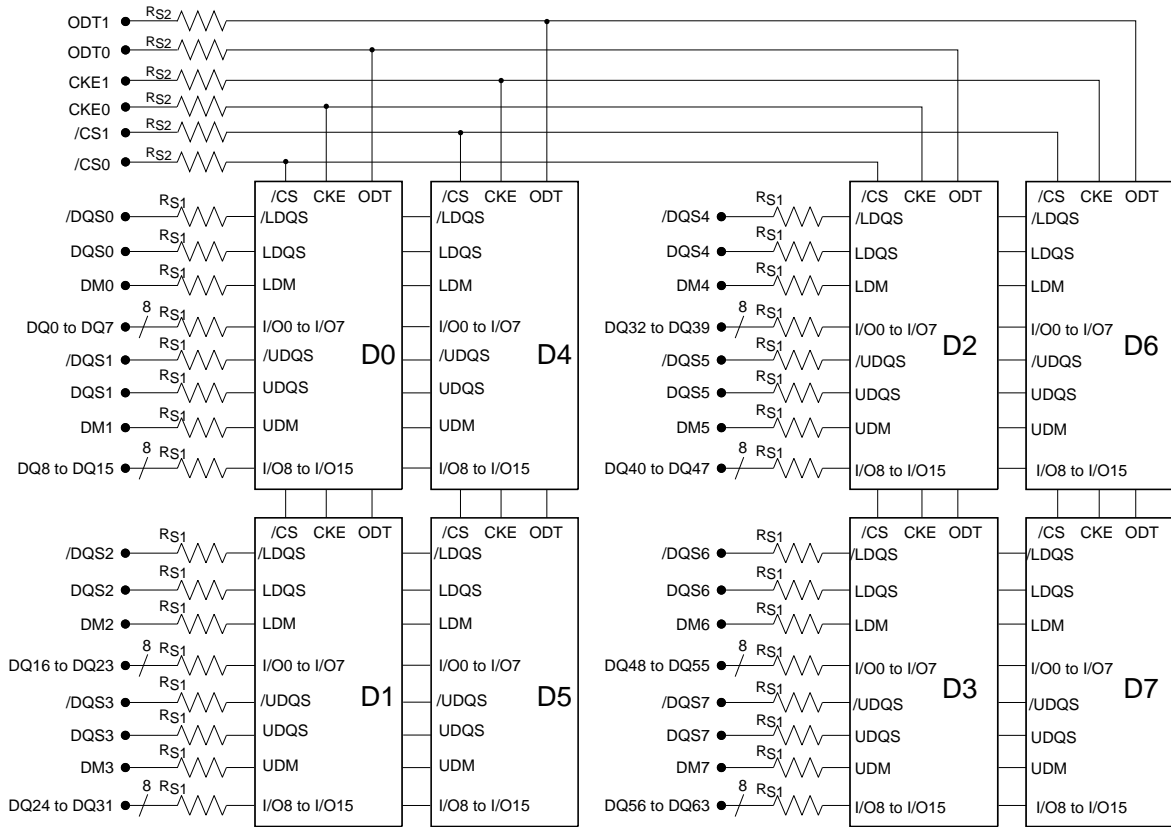 ODT1 RS2
ODT0 RS2
CKE1 RS2
CKE0 RS2
/CS1 RS2
/CS0 RS2
/CS CKE ODT
/DQS0 RS1 /LDQS
DQS0 RS1 LDQS
DM0 RS1 LDM
DQ0 to DQ7 8 RS1 I/O0 to I/O7
/DQS1 RS1 /UDQS
DQS1 RS1 UDQS
DM1 RS1 UDM
DQ8 to DQ15 8 RS1 I/O8 to I/O15
D0
/CS CKE ODT
/LDQS
LDQS
LDM
I/O0 to I/O7
/UDQS
UDQS
UDM
I/O8 to I/O15
D4
/CS CKE ODT
/DQS4 RS1 /LDQS
DQS4 RS1 LDQS
DM4 RS1 LDM
DQ32 to DQ39 8 RS1 I/O0 to I/O7
/DQS5 RS1 /UDQS
DQS5 RS1 UDQS
DM5 RS1 UDM
DQ40 to DQ47 8 RS1 I/O8 to I/O15
D2
/CS CKE ODT
/LDQS
LDQS
LDM
I/O0 to I/O7
/UDQS
UDQS
UDM
I/O8 to I/O15
D6
/CS CKE ODT
/DQS2 RS1 /LDQS
DQS2 RS1 LDQS
DM2 RS1 LDM
DQ16 to DQ23 8 RS1 I/O0 to I/O7
/DQS3 RS1 /UDQS
DQS3 RS1 UDQS
DM3 RS1 UDM
DQ24 to DQ31 8 RS1 I/O8 to I/O15
D1
/CS CKE ODT
/LDQS
LDQS
LDM
I/O0 to I/O7
/UDQS
UDQS
UDM
I/O8 to I/O15
D5
/CS CKE ODT
/DQS6 RS1 /LDQS
DQS6 RS1 LDQS
DM6 RS1 LDM
DQ48 to DQ55 8 RS1 I/O0 to I/O7
/DQS7 RS1 /UDQS
DQS7 RS1 UDQS
DM7 RS1 UDM
DQ56 to DQ63 8 RS1 I/O8 to I/O15
D3
/CS CKE ODT
/LDQS
LDQS
LDM
I/O0 to I/O7
/UDQS
UDQS
UDM
I/O8 to I/O15
D7